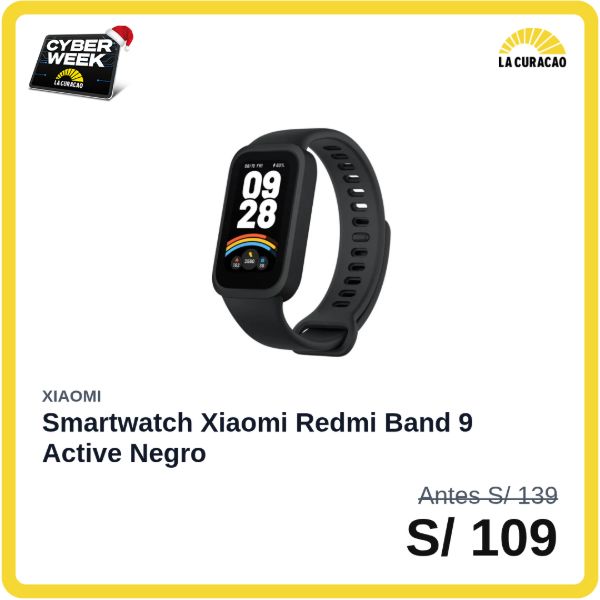 CYBER
WEEK
LA CURACAO
LA CURACAO
09
28
XIAOMI
Smartwatch Xiaomi Redmi Band 9
Active Negro
Antes S/ 139
S/ 109